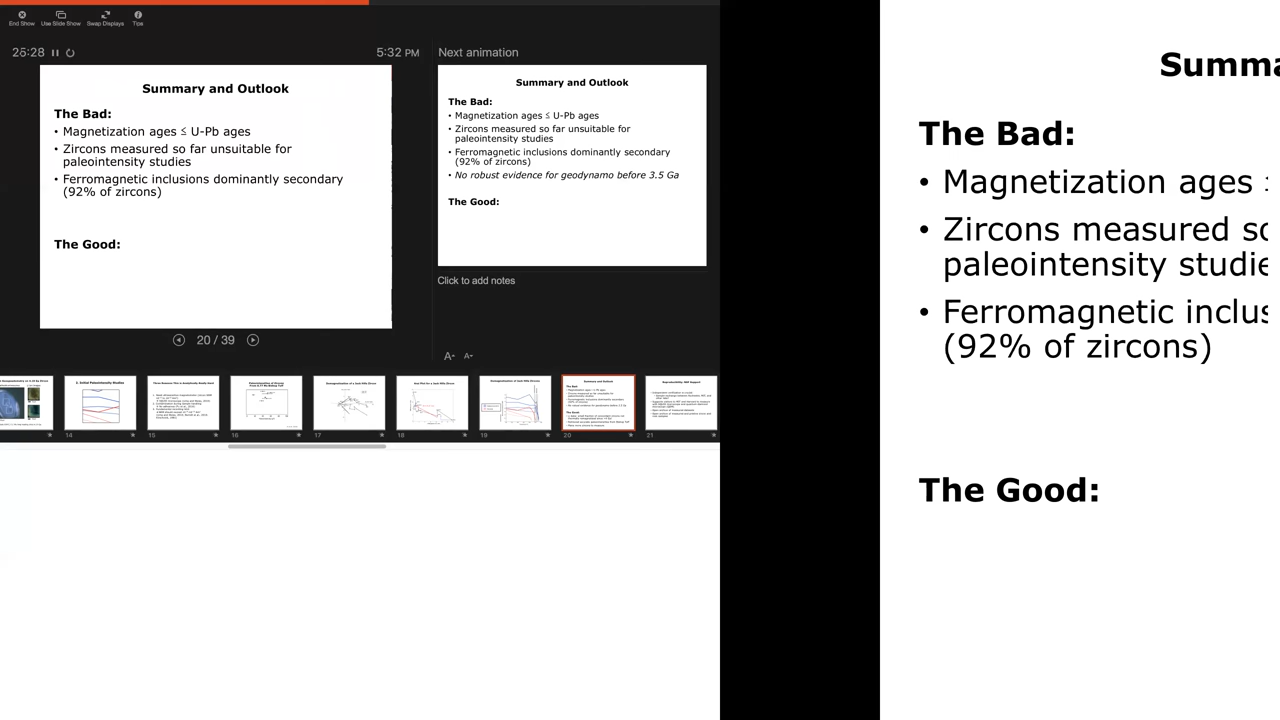 End Show Use Slide Show Swap Displays Tips
25:28
5:32 PM
Summary and Outlook
The Bad:
• Magnetization ages ≤ U-Pb ages
• Zircons measured so far unsuitable for
paleointensity studies
• Ferromagnetic inclusions dominantly secondary
(92% of zircons)
The Good:
20 / 39
Next animation
Summary and Outlook
The Bad:
• Magnetization ages ≤ U-Pb ages
• Zircons measured so far unsuitable for
paleointensity studies
• Ferromagnetic inclusions dominantly secondary
(92% of zircons)
• No robust evidence for geodynamo before 3.5 Ga
The Good:
Click to add notes
A- A-
14 15 16 17 18 19 20 21
Summa
The Bad:
• Magnetization ages
• Zircons measured so
paleointensity studie
• Ferromagnetic inclus
(92% of zircons)
The Good: